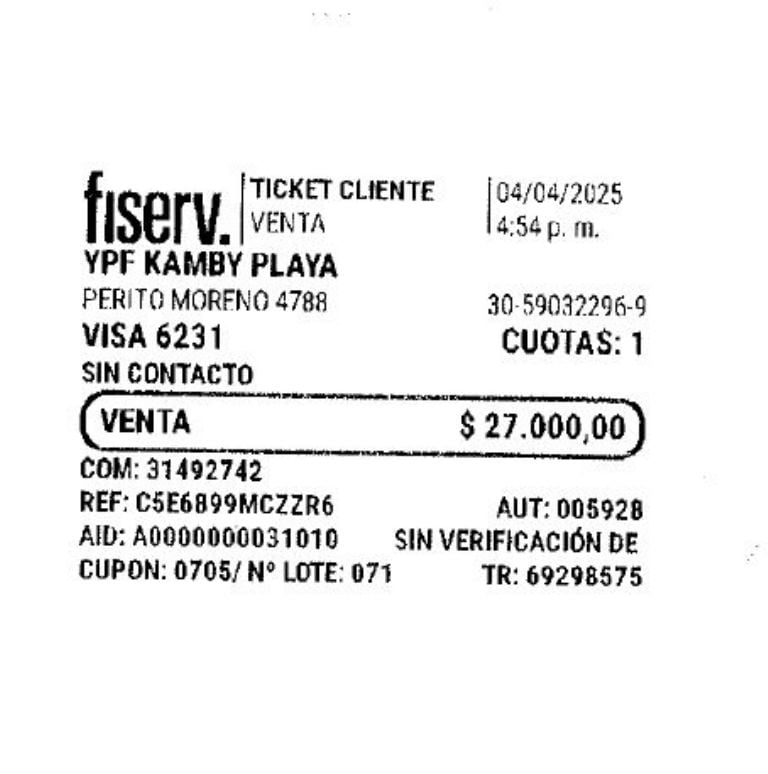 fiserv. TICKET CLIENTE 04/04/2025
VENTA 4:54 p. m.
YPF KAMBY PLAYA
PERITO MORENO 4788 30-59032296-9
VISA 6231 CUOTAS: 1
SIN CONTACTO
VENTA $ 27.000,00
COM: 31492742
REF: C5E6899MCZZR6 AUT: 005928
AID: A0000000031010 SIN VERIFICACIÓN DE
CUPON: 0705/ Nº LOTE: 071 TR: 69298575